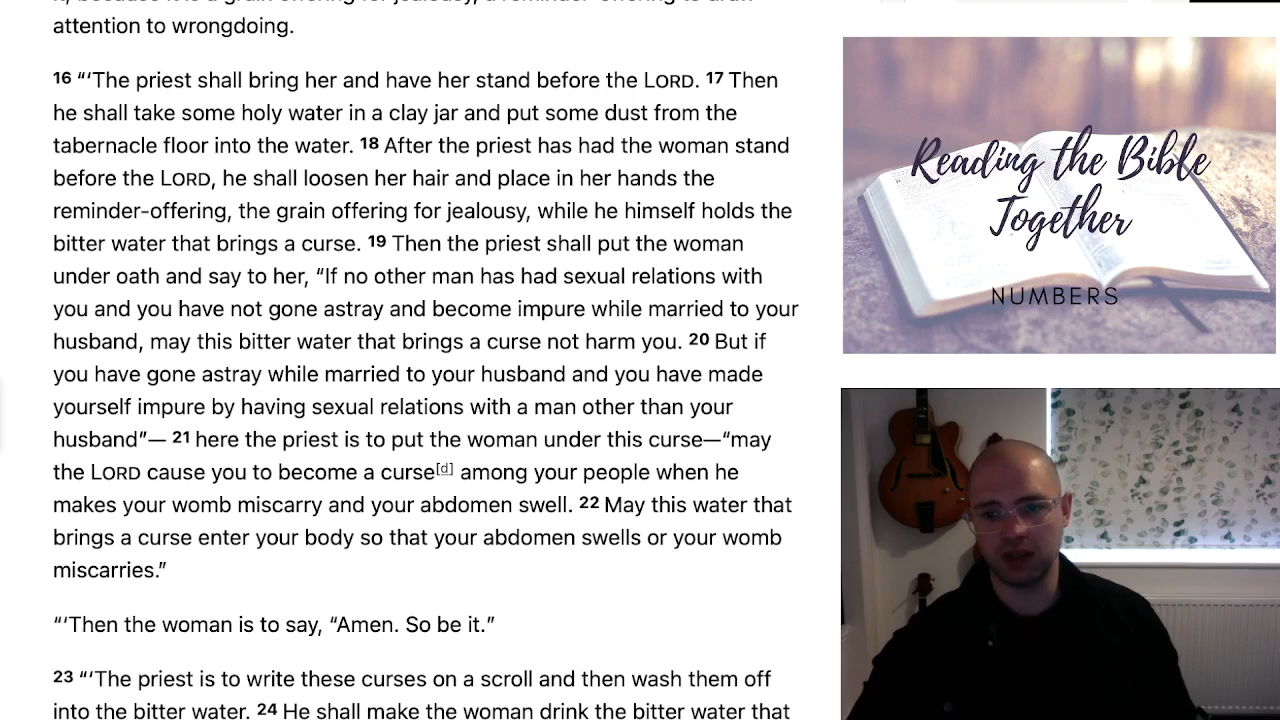 attention to wrongdoing.
16 “‘The priest shall bring her and have her stand before the LORD. 17 Then
he shall take some holy water in a clay jar and put some dust from the
tabernacle floor into the water. 18 After the priest has had the woman stand
before the LORD, he shall loosen her hair and place in her hands the
reminder-offering, the grain offering for jealousy, while he himself holds the
bitter water that brings a curse. 19 Then the priest shall put the woman
under oath and say to her, “If no other man has had sexual relations with
you and you have not gone astray and become impure while married to your
husband, may this bitter water that brings a curse not harm you. 20 But if
you have gone astray while married to your husband and you have made
yourself impure by having sexual relations with a man other than your
husband”— 21 here the priest is to put the woman under this curse—“may
the LORD cause you to become a curse[d] among your people when he
makes your womb miscarry and your abdomen swell. 22 May this water that
brings a curse enter your body so that your abdomen swells or your womb
miscarries.”
“‘Then the woman is to say, “Amen. So be it.”
23 “‘The priest is to write these curses on a scroll and then wash them off
into the bitter water. 24 He shall make the woman drink the bitter water that
Reading the Bible
Together
NUMBERS